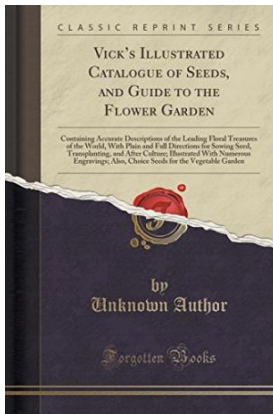 CLASSIC REPRINT SERIES
Vick's Illustrated
Catalogue of Seeds,
and Guide to the
Flower Garden
Containing Accurate Descriptions of the Leading Floral Treasures
of the World, With Plain and Full Directions for Sowing Seed,
Transplanting, and After Culture; Illustrated With Numerous
Engravings; Also, Choice Seeds for the Vegetable Garden
by
Unknown Author
Forgotten Books